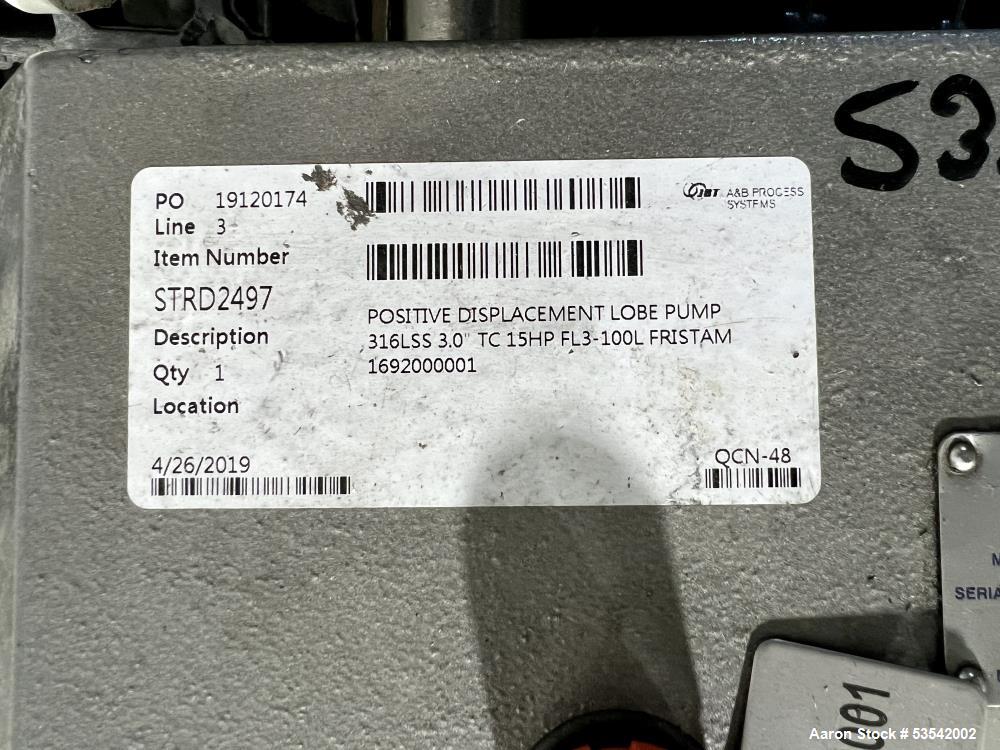 S3
PO 19120174
JBT A&B PROCESS
SYSTEMS
Line 3
Item Number
STRD2497
POSITIVE DISPLACEMENT LOBE PUMP
Description
316LSS 3.0" TC 15HP FL3-100L FRISTAM
1692000001
Qty 1
Location
4/26/2019
QCN-48
M
SERIA
001
Aaron Stock # 53542002